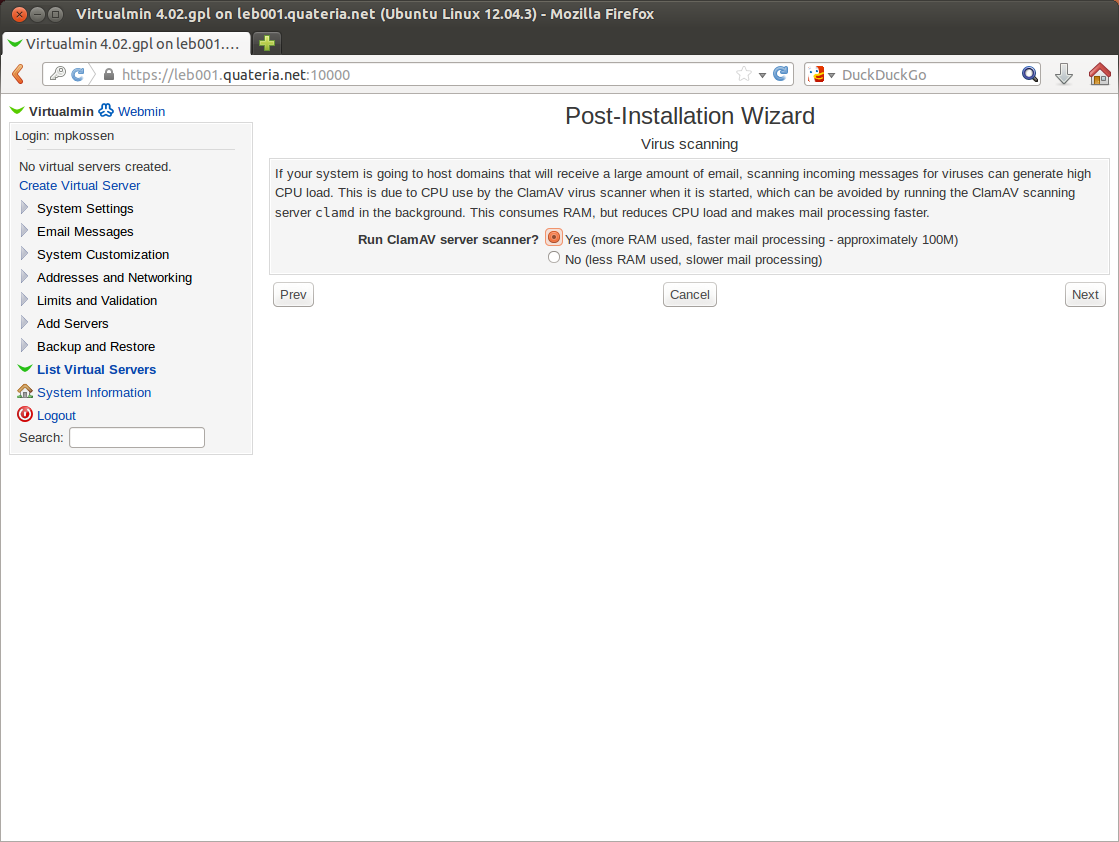 Virtualmin 4.02.gpl on leb001.quateria.net (Ubuntu Linux 12.04.3) - Mozilla Firefox
Virtualmin 4.02.gpl on leb001....
https://leb001.quateria.net:10000
DuckDuckGo
Virtualmin Webmin
Login: mpkossen
No virtual servers created.
Create Virtual Server
System Settings
Email Messages
System Customization
Addresses and Networking
Limits and Validation
Add Servers
Backup and Restore
List Virtual Servers
System Information
Logout
Search:
Post-Installation Wizard
Virus scanning
If your system is going to host domains that will receive a large amount of email, scanning incoming messages for viruses can generate high
CPU load. This is due to CPU use by the ClamAV virus scanner when it is started, which can be avoided by running the ClamAV scanning
server clamd in the background. This consumes RAM, but reduces CPU load and makes mail processing faster.
Run ClamAV server scanner? Yes (more RAM used, faster mail processing - approximately 100M)
No (less RAM used, slower mail processing)
Prev Cancel Next